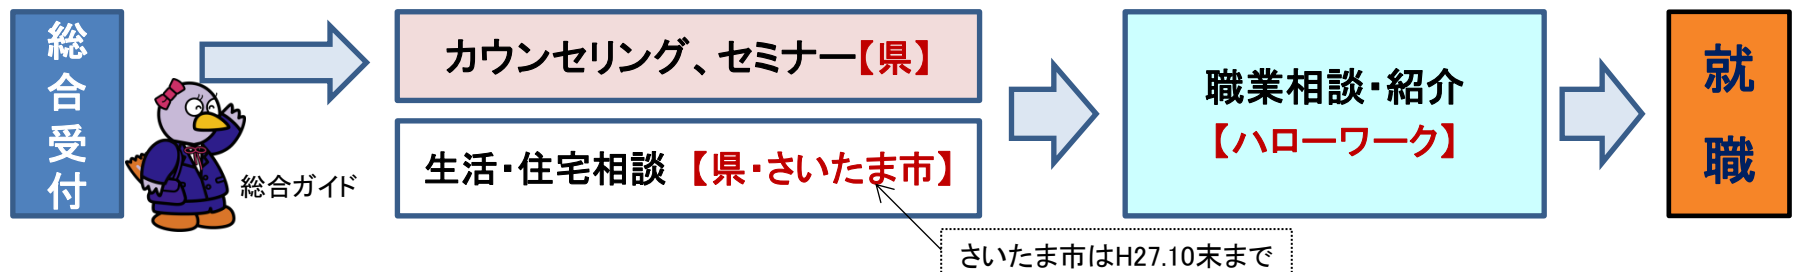 総合受付
総合ガイド
カウンセリング、セミナー【県】
生活・住宅相談 【県・さいたま市】
さいたま市はH27.10末まで
職業相談・紹介
【ハローワーク】
就職